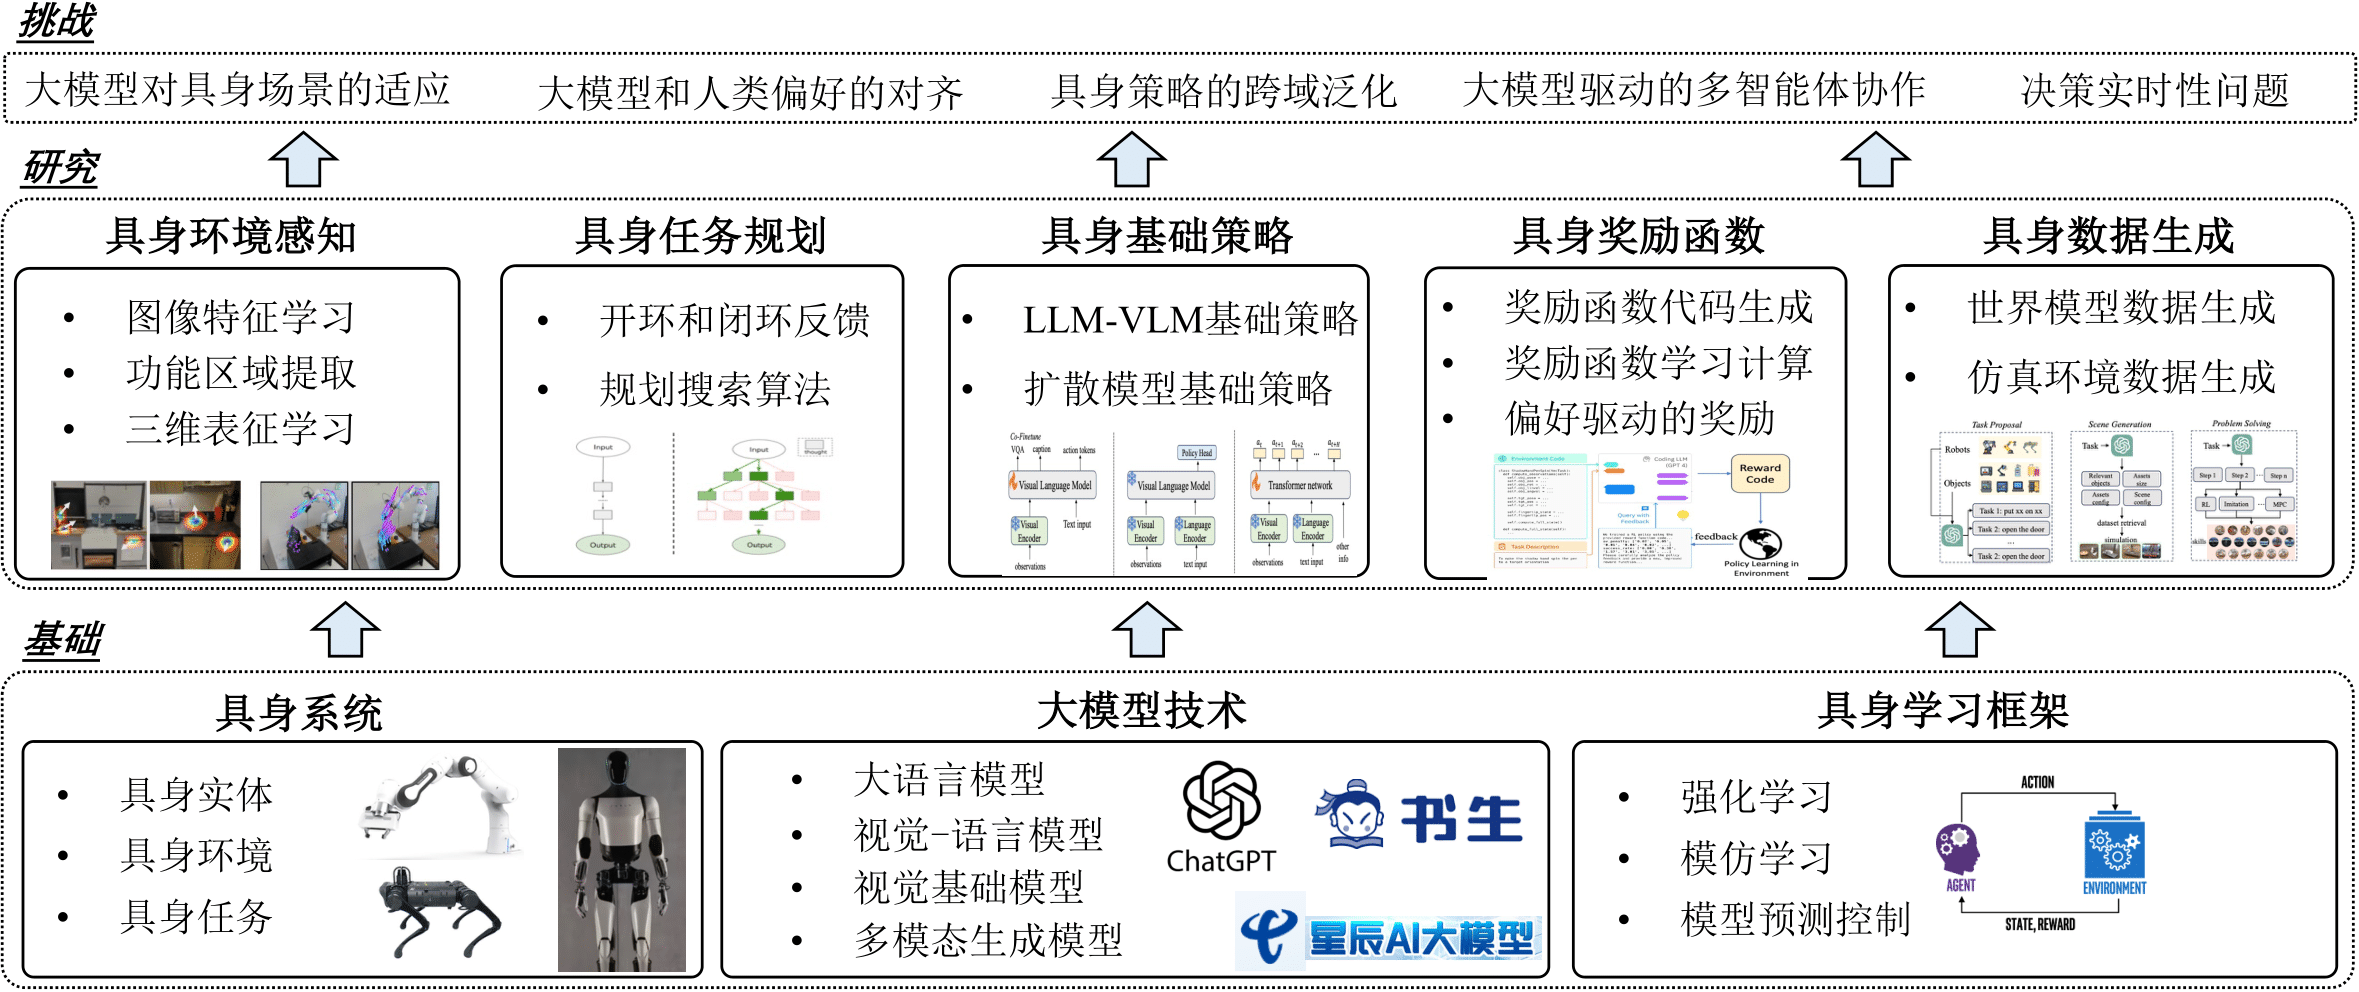 挑战
大模型对具身场景的适应
大模型和人类偏好的对齐
具身策略的跨域泛化
大模型驱动的多智能体协作
决策实时性问题
研究
具身环境感知
图像特征学习
功能区域提取
三维表征学习
具身任务规划
开环和闭环反馈
规划搜索算法
Input
Output
Input
thought
Output
具身基础策略
LLM-VLM基础策略
扩散模型基础策略
Co-Finetune
VQA caption action tokens
Visual Language Model
Visual Encoder
Text input
observations
Policy Head
Visual Language Model
Visual Encoder
Language Encoder
observations
text input
Transformer network
Visual Encoder
Language Encoder
observations
text input
other info
具身奖励函数
奖励函数代码生成
奖励函数学习计算
偏好驱动的奖励
Environment Code
Task Description
Coding LLM (GPT 4)
Query with Feedback
Reward Code
feedback
Policy Learning in Environment
具身数据生成
世界模型数据生成
仿真环境数据生成
Task Proposal
Robots
Objects
Task 1: put xx on xx
Task 2: open the door
...
Task 2: open the door
Scene Generation
Task
Relevant objects
Assets size
Assets config
Scene config
dataset retrieval
simulation
Problem Solving
Task
Step 1
Step 2
Step n
RL
Imitation
MPC
...
skills
基础
具身系统
具身实体
具身环境
具身任务
大模型技术
大语言模型
视觉-语言模型
视觉基础模型
多模态生成模型
ChatGPT
书生
星辰AI大模型
具身学习框架
强化学习
模仿学习
模型预测控制
ACTION
AGENT
ENVIRONMENT
STATE, REWARD